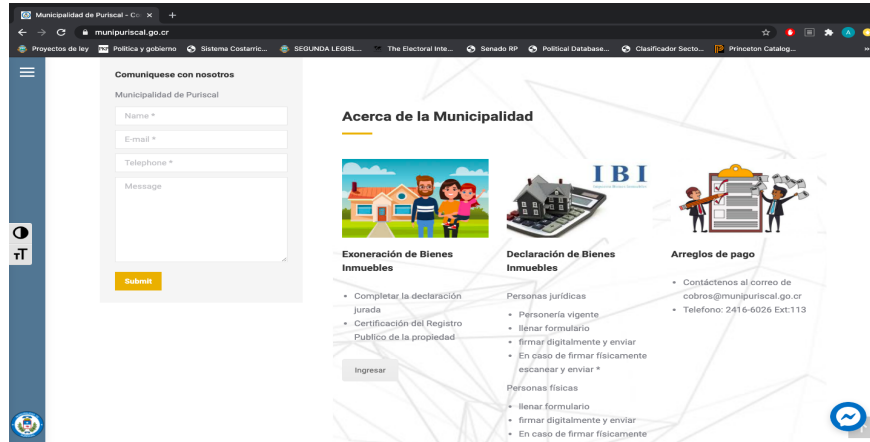 Municipalidad de Puriscal – Co
munipuriscal.go.cr
Proyectos de ley
Política y gobierno
Sistema Costarric...
SEGUNDA LEGISL...
The Electoral Inte...
Senado RP
Political Database...
Clasificador Secto...
Princeton Catalog...
Comuniquese con nosotros
Municipalidad de Puriscal
Name *
E-mail *
Telephone *
Message
Submit
Acerca de la Municipalidad
Exoneración de Bienes
Inmuebles
• Completar la declaración
jurada
• Certificación del Registro
Publico de la propiedad
Ingresar
IBI
Declaración de Bienes
Inmuebles
Personas jurídicas
• Personería vigente
• llenar formulario
• firmar digitalmente y enviar
• En caso de firmar físicamente
escanear y enviar *
Personas físicas
• llenar formulario
• firmar digitalmente y enviar
• En caso de firmar físicamente
Arreglos de pago
• Contáctenos al correo de
cobros@munipuriscal.go.cr
• Telefono: 2416-6026 Ext:113